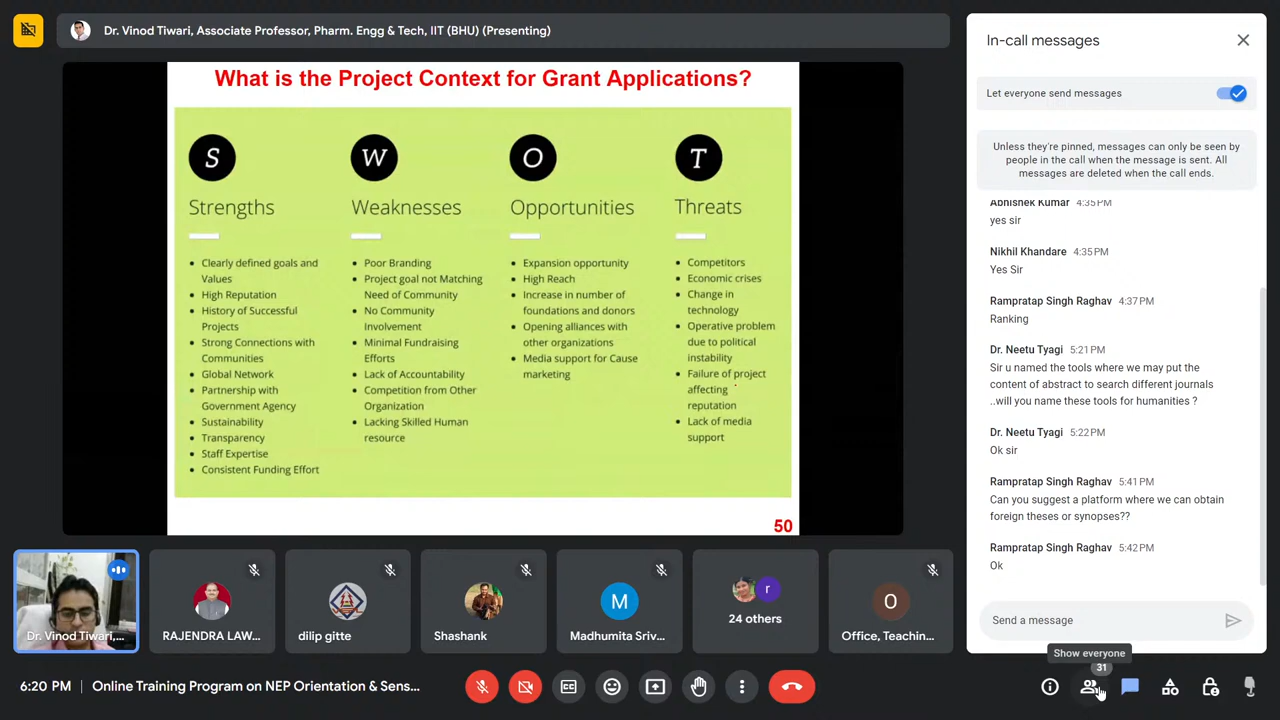 Dr. Vinod Tiwari, Associate Professor, Pharm. Engg & Tech, IIT (BHU) (Presenting)
What is the Project Context for Grant Applications?
S
Strengths
Clearly defined goals and
Values
High Reputation
History of Successful
Projects
Strong Connections with
Communities
Global Network
Partnership with
Government Agency
Sustainability
Transparency
Staff Expertise
Consistent Funding Effort
W
Weaknesses
Poor Branding
Project goal not Matching
Need of Community
No Community
Involvement
Minimal Fundraising
Efforts
Lack of Accountability
Competition from Other
Organization
Lacking Skilled Human
resource
O
Opportunities
Expansion opportunity
High Reach
Increase in number of
foundations and donors
Opening alliances with
other organizations
Media support for Cause
marketing
T
Threats
Competitors
Economic crises
Change in
technology
Operative problem
due to political
instability
Failure of project
affecting
reputation
Lack of media
support
50
In-call messages
Let everyone send messages
Unless they're pinned, messages can only be seen by
people in the call when the message is sent. All
messages are deleted when the call ends.
Abhishek Kumar 4:35 PM
yes sir
Nikhil Khandare 4:35 PM
Yes Sir
Rampratap Singh Raghav 4:37 PM
Ranking
Dr. Neetu Tyagi 5:21 PM
Sir u named the tools where we may put the
content of abstract to search different journals
..will you name these tools for humanities ?
Dr. Neetu Tyagi 5:22 PM
Ok sir
Rampratap Singh Raghav 5:41 PM
Can you suggest a platform where we can obtain
foreign theses or synopses??
Rampratap Singh Raghav 5:42 PM
Ok
Send a message
Show everyone
31
Dr. Vinod Tiwari,...
RAJENDRA LAW...
dilip gitte
Shashank
M
Madhumita Sriv...
r
24 others
O
Office, Teachin...
6:20 PM | Online Training Program on NEP Orientation & Sens...